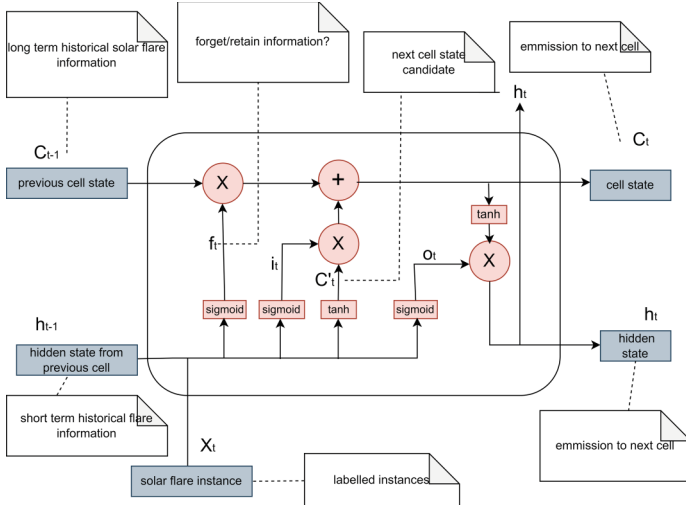 long term historical solar flare
information
forget/retain information?
next cell state
candidate
emmission to next cell
hₜ
Cₜ₋₁
Cₜ
previous cell state
X
+
cell state
tanh
fₜ
iₜ
X
C'ₜ
oₜ
X
sigmoid
sigmoid
tanh
sigmoid
hₜ₋₁
hₜ
hidden state from
previous cell
hidden
state
short term historical flare
information
Xₜ
emmission to next cell
solar flare instance
labelled instances